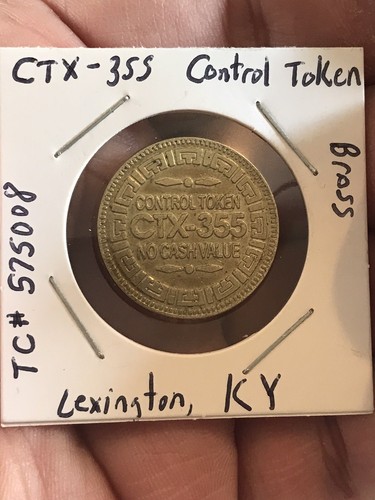 CTX-355 Control Token
Brass
TC# 575008
CONTROL TOKEN
CTX-355
NO CASH VALUE
Lexington, KY